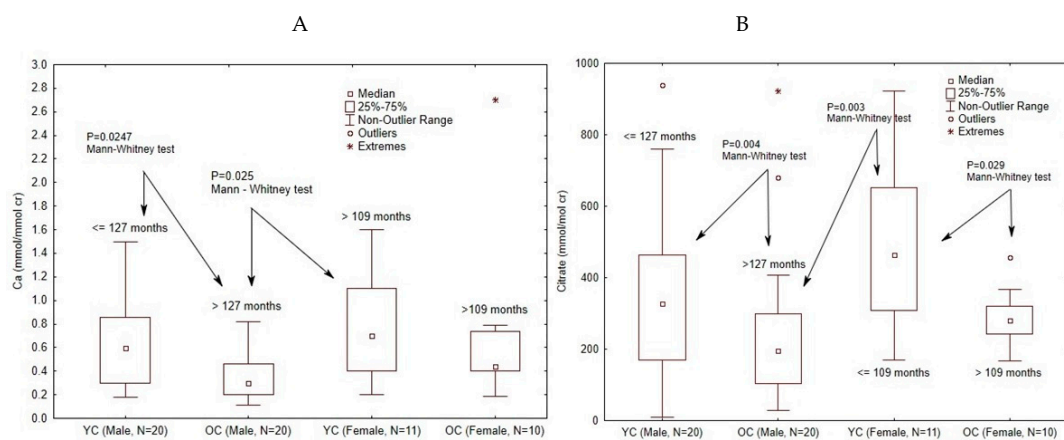 A
B
3.0
2.8
2.6
2.4
2.2
2.0
1.8
1.6
1.4
1.2
1.0
0.8
0.6
0.4
0.2
0.0
Ca (mmol/mmol cr)
Median
25%-75%
Non-Outlier Range
Outliers
Extremes
P=0.0247
Mann-Whitney test
P=0.025
Mann - Whitney test
<= 127 months
> 127 months
> 109 months
>109 months
YC (Male, N=20)
OC (Male, N=20)
YC (Female, N=11)
OC (Female, N=10)
1000
800
600
400
200
0
Citrate (mmol/mmol cr)
Median
25%-75%
Non-Outlier Range
Outliers
Extremes
P=0.003
Mann-Whitney test
<= 127 months
P=0.004
Mann-Whitney test
P=0.029
Mann-Whitney test
>127 months
<= 109 months
> 109 months
YC (Male, N=20)
OC (Male, N=20)
YC (Female, N=11)
OC (Female, N=10)